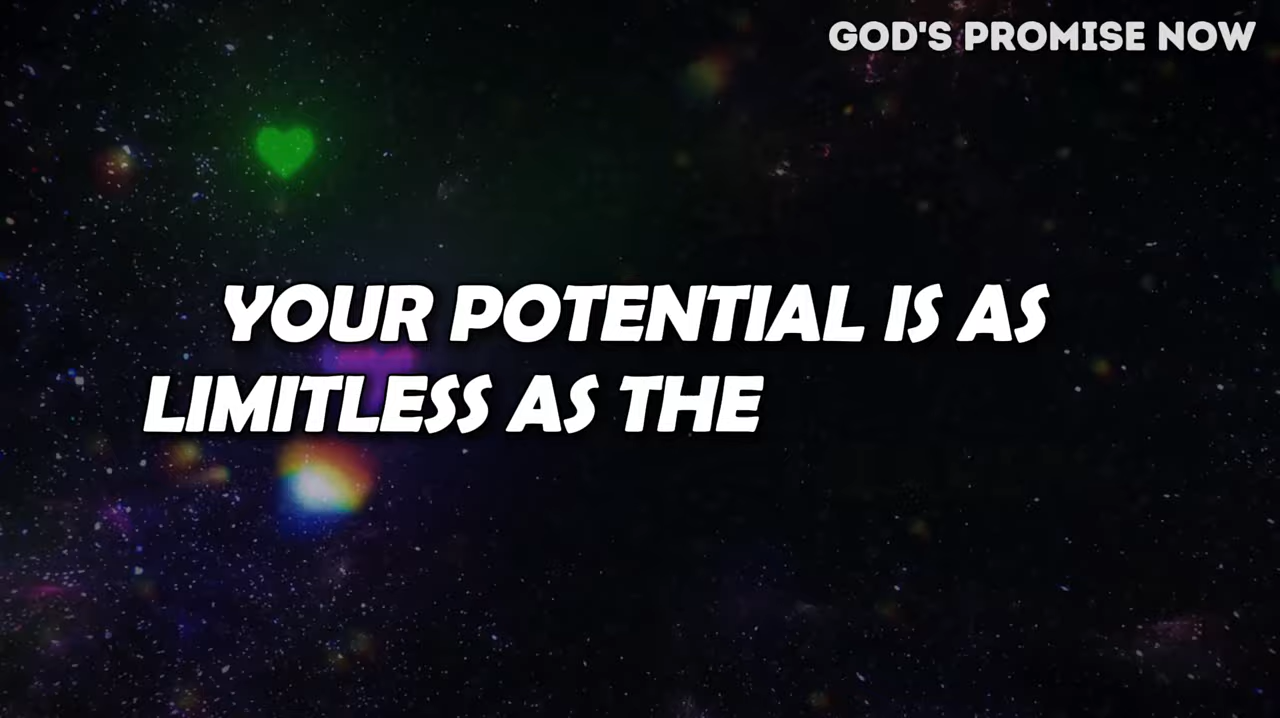 GOD'S PROMISE NOW
YOUR POTENTIAL IS AS
LIMITLESS AS THE